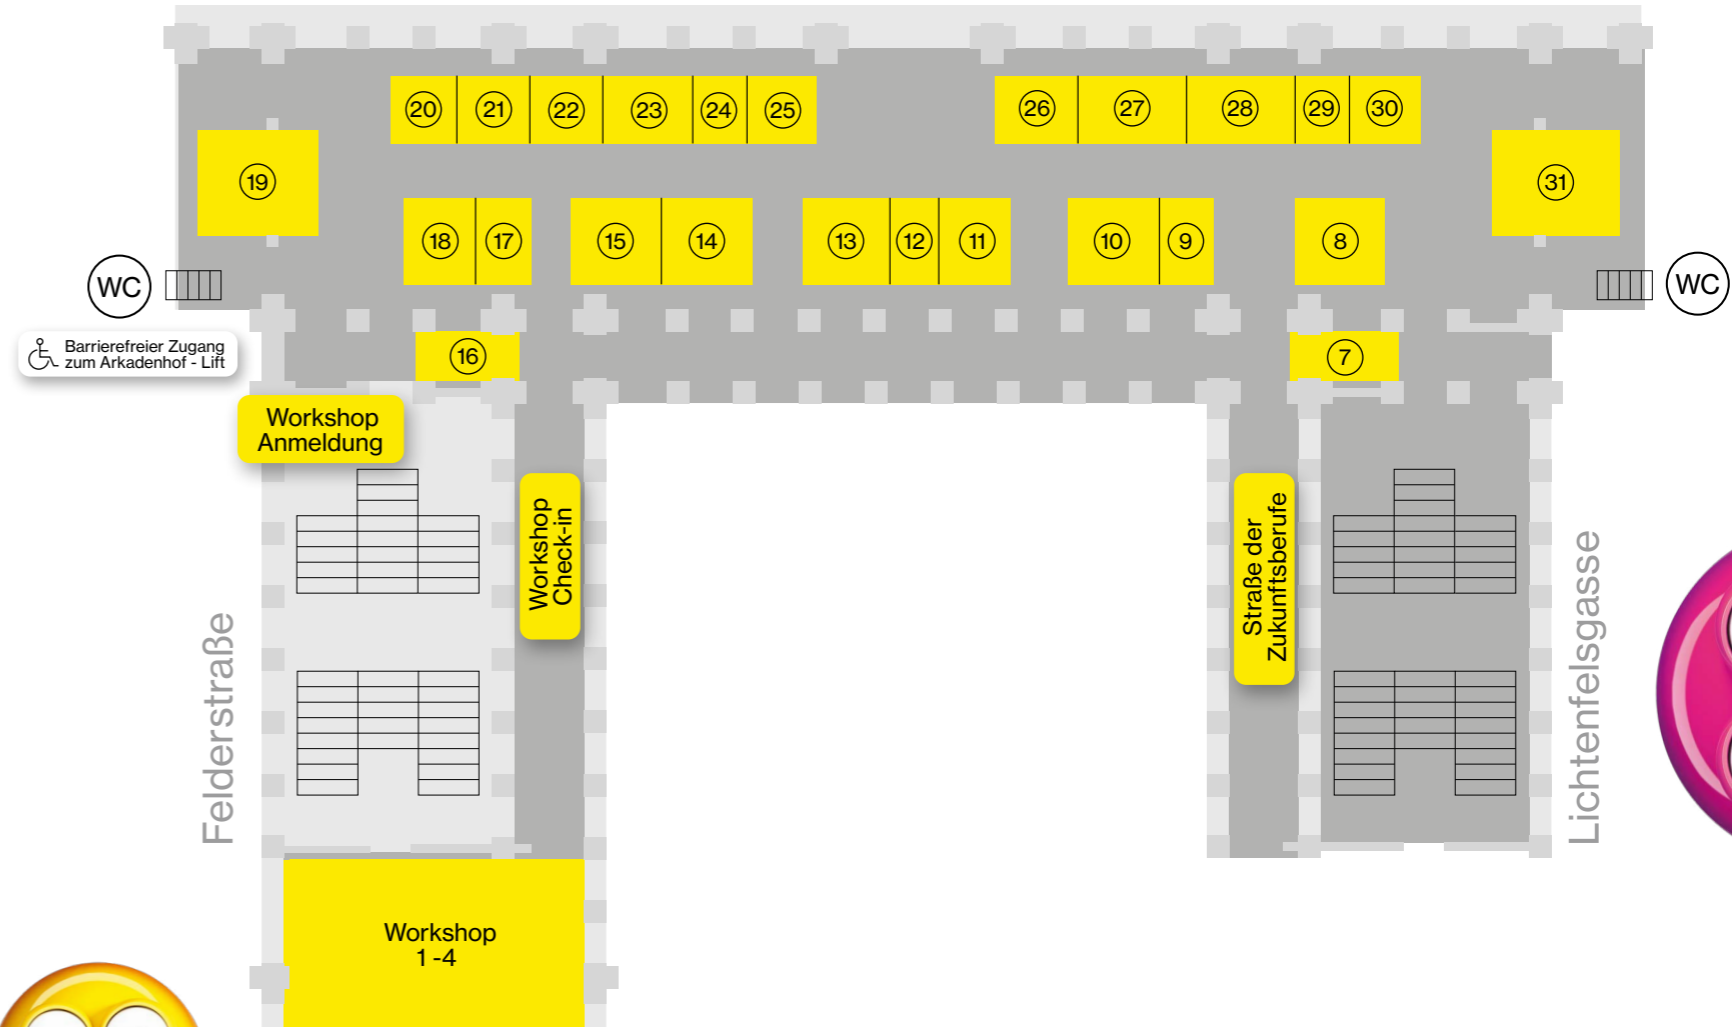 20 21 22 23 24 25 26 27 28 29 30
19 31
18 17 15 14 13 12 11 10 9 8
WC WC
Barrierefreier Zugang
zum Arkadenhof - Lift
16 7
Workshop
Anmeldung
Workshop
Check-in
Straße der
Zukunftsberufe
Felderstraße
Lichtenfelsgasse
Workshop
1 -4